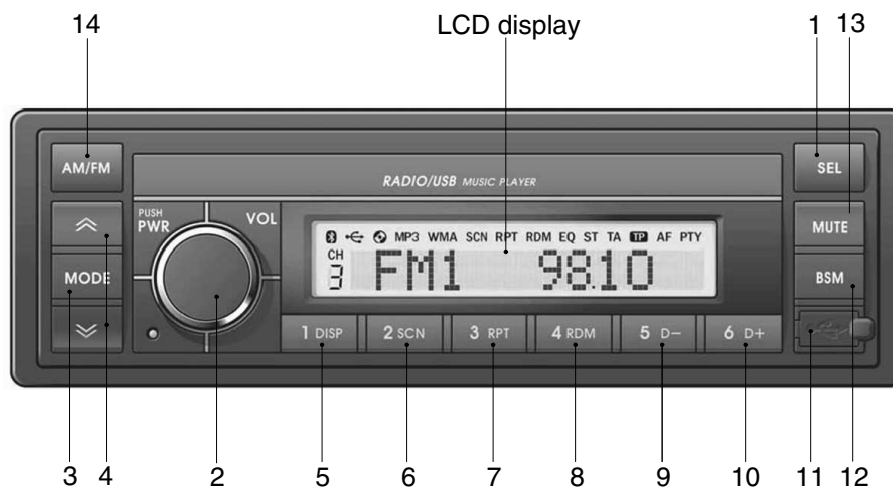 14 LCD display 1 13
AM/FM RADIO/USB MUSIC PLAYER SEL
PUSH
PWR VOL MUTE
MP3 WMA SCN RPT RDM EQ ST TA TP AF PTY
CH
3 FM1 98.10
MODE BSM
1 DISP 2 SCN 3 RPT 4 RDM 5 D− 6 D+
3 4 2 5 6 7 8 9 10 11 12